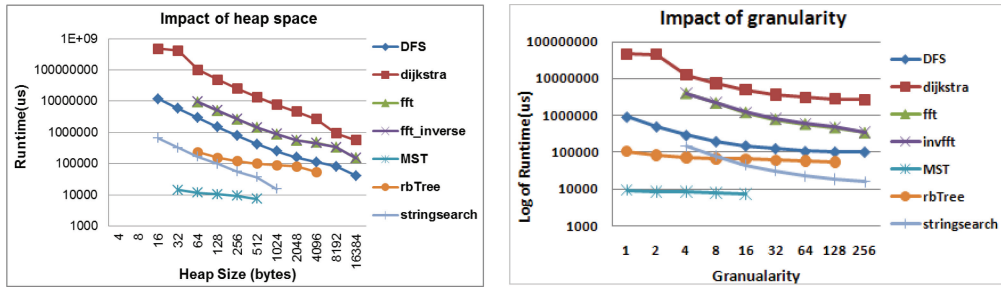 Impact of heap space
1E+09
100000000
10000000
1000000
100000
10000
1000
Runtime(us)
4
8
16
32
64
128
256
512
1024
2048
4096
8192
16384
Heap Size (bytes)
DFS
dijkstra
fft
fft_inverse
MST
rbTree
stringsearch
Impact of granularity
100000000
10000000
1000000
100000
10000
1000
Log of Runtime(us)
1 2 4 8 16 32 64 128 256
Granualarity
DFS
dijkstra
fft
invfft
MST
rbTree
stringsearch